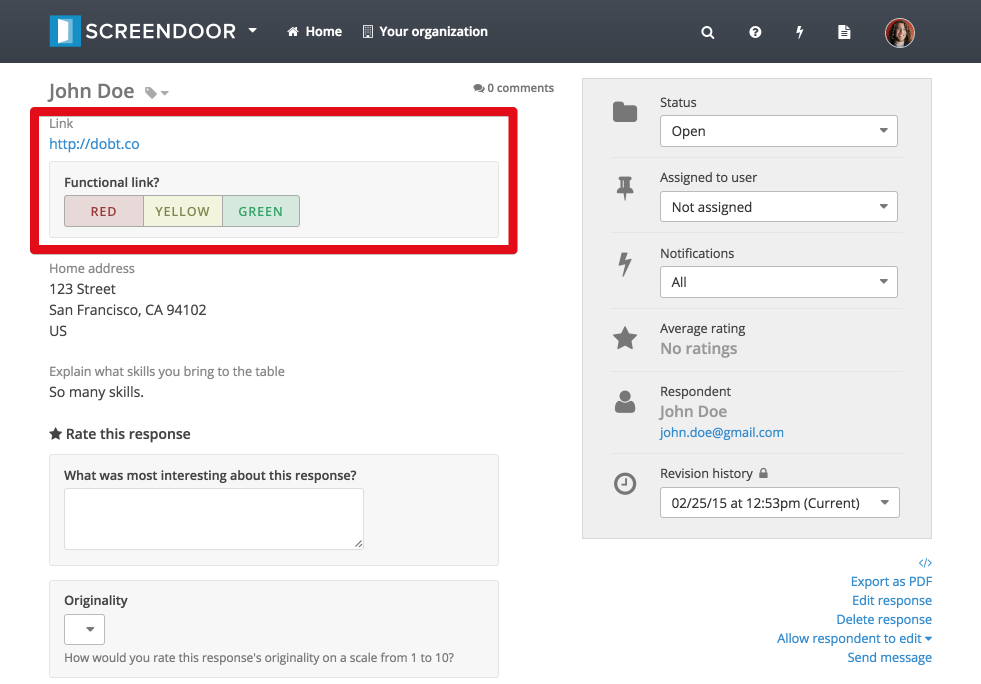 SCREENDOOR
Home
Your organization
John Doe
0 comments
Link
http://dobt.co
Functional link?
RED
YELLOW
GREEN
Home address
123 Street
San Francisco, CA 94102
US
Explain what skills you bring to the table
So many skills.
Rate this response
What was most interesting about this response?
Originality
How would you rate this response's originality on a scale from 1 to 10?
Status
Open
Assigned to user
Not assigned
Notifications
All
Average rating
No ratings
Respondent
John Doe
john.doe@gmail.com
Revision history
02/25/15 at 12:53pm (Current)
</>
Export as PDF
Edit response
Delete response
Allow respondent to edit
Send message